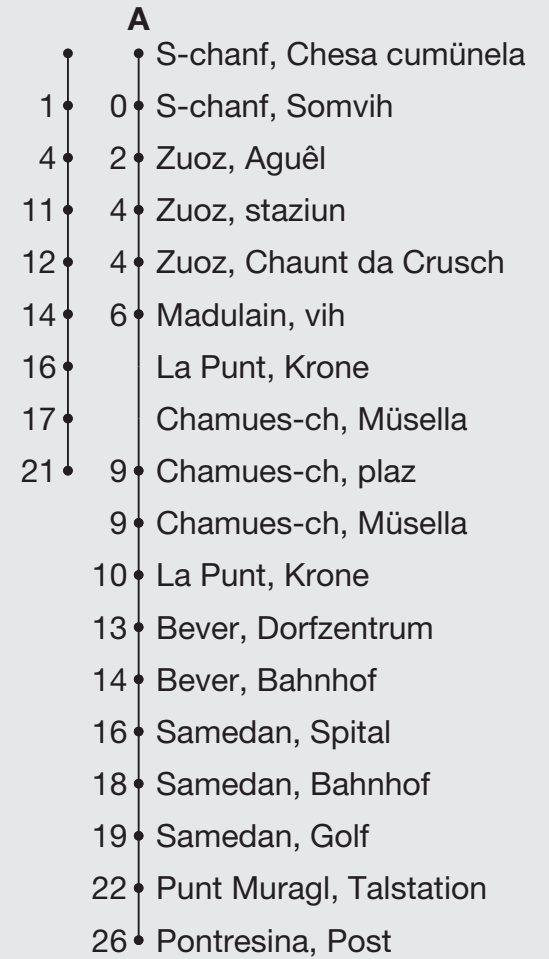 A
S-chanf, Chesa cumünela
1 0 S-chanf, Somvih
4 2 Zuoz, Aguêl
11 4 Zuoz, staziun
12 4 Zuoz, Chaunt da Crusch
14 6 Madulain, vih
16 La Punt, Krone
17 Chamues-ch, Müsella
21 9 Chamues-ch, plaz
9 Chamues-ch, Müsella
10 La Punt, Krone
13 Bever, Dorfzentrum
14 Bever, Bahnhof
16 Samedan, Spital
18 Samedan, Bahnhof
19 Samedan, Golf
22 Punt Muragl, Talstation
26 Pontresina, Post